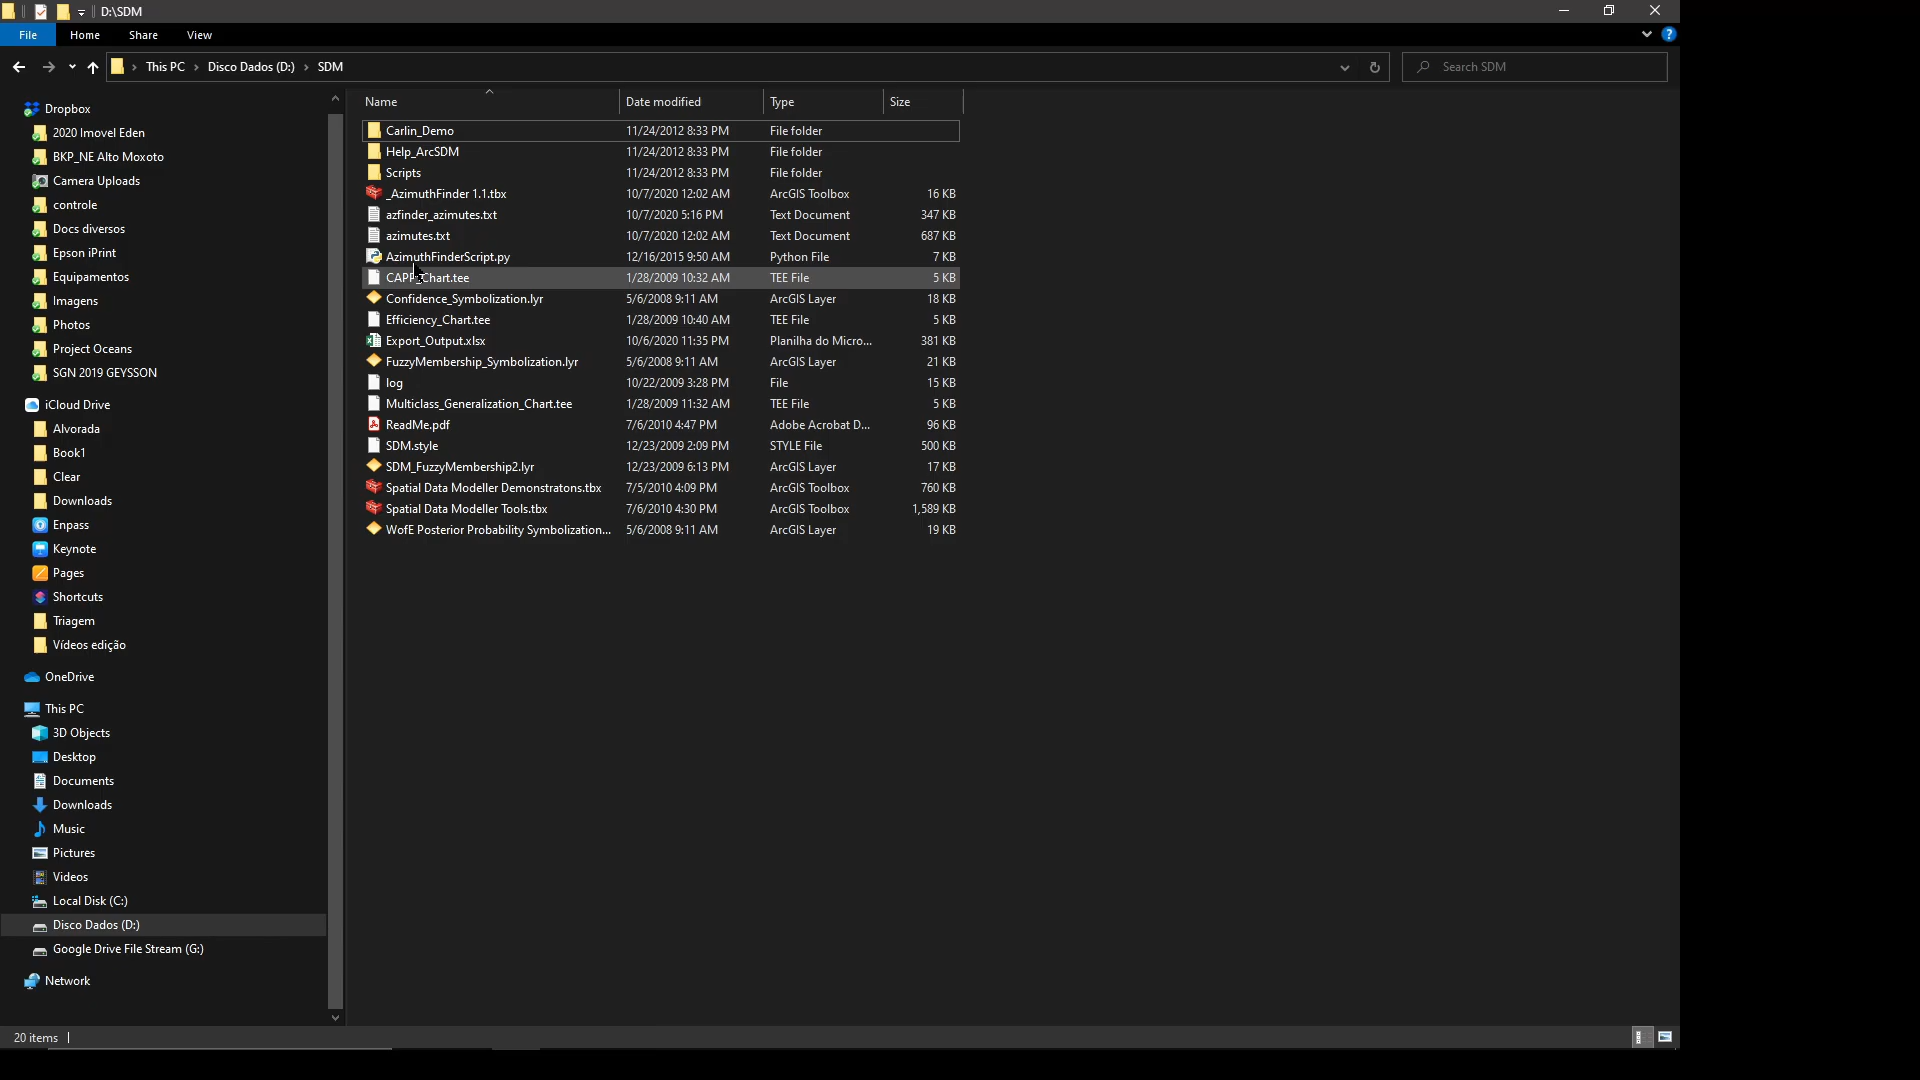 D:\SDM
File Home Share View
This PC Disco Dados (D:) SDM
Search SDM
Dropbox
2020 Imovel Eden
BKP_NE Alto Moxoto
Camera Uploads
controle
Docs diversos
Epson iPrint
Equipamentos
Imagens
Photos
Project Oceans
SGN 2019 GEYSSON
iCloud Drive
Alvorada
Book1
Clear
Downloads
Enpass
Keynote
Pages
Shortcuts
Triagem
Vídeos edição
OneDrive
This PC
3D Objects
Desktop
Documents
Downloads
Music
Pictures
Videos
Local Disk (C:)
Disco Dados (D:)
Google Drive File Stream (G:)
Network
Name Date modified Type Size
Carlin_Demo 11/24/2012 8:33 PM File folder
Help_ArcSDM 11/24/2012 8:33 PM File folder
Scripts 11/24/2012 8:33 PM File folder
_AzimuthFinder 1.1.tbx 10/7/2020 12:02 AM ArcGIS Toolbox 16 KB
azfinder_azimutes.txt 10/7/2020 5:16 PM Text Document 347 KB
azimutes.txt 10/7/2020 12:02 AM Text Document 687 KB
AzimuthFinderScript.py 12/16/2015 9:50 AM Python File 7 KB
1/28/2009 10:32 AM TEE File 5 KB
Confidence_Symbolization.lyr 5/6/2008 9:11 AM ArcGIS Layer 18 KB
Efficiency_Chart.tee 1/28/2009 10:40 AM TEE File 5 KB
Export_Output.xlsx 10/6/2020 11:35 PM Planilha do Micro... 381 KB
FuzzyMembership_Symbolization.lyr 5/6/2008 9:11 AM ArcGIS Layer 21 KB
log 10/22/2009 3:28 PM File 15 KB
Multiclass_Generalization_Chart.tee 1/28/2009 11:32 AM TEE File 5 KB
ReadMe.pdf 7/6/2010 4:47 PM Adobe Acrobat D... 96 KB
SDM.style 12/23/2009 2:09 PM STYLE File 500 KB
SDM_FuzzyMembership2.lyr 12/23/2009 6:13 PM ArcGIS Layer 17 KB
Spatial Data Modeller Demonstratons.tbx 7/5/2010 4:09 PM ArcGIS Toolbox 760 KB
Spatial Data Modeller Tools.tbx 7/6/2010 4:30 PM ArcGIS Toolbox 1,589 KB
WofE Posterior Probability Symbolization... 5/6/2008 9:11 AM ArcGIS Layer 19 KB
20 items